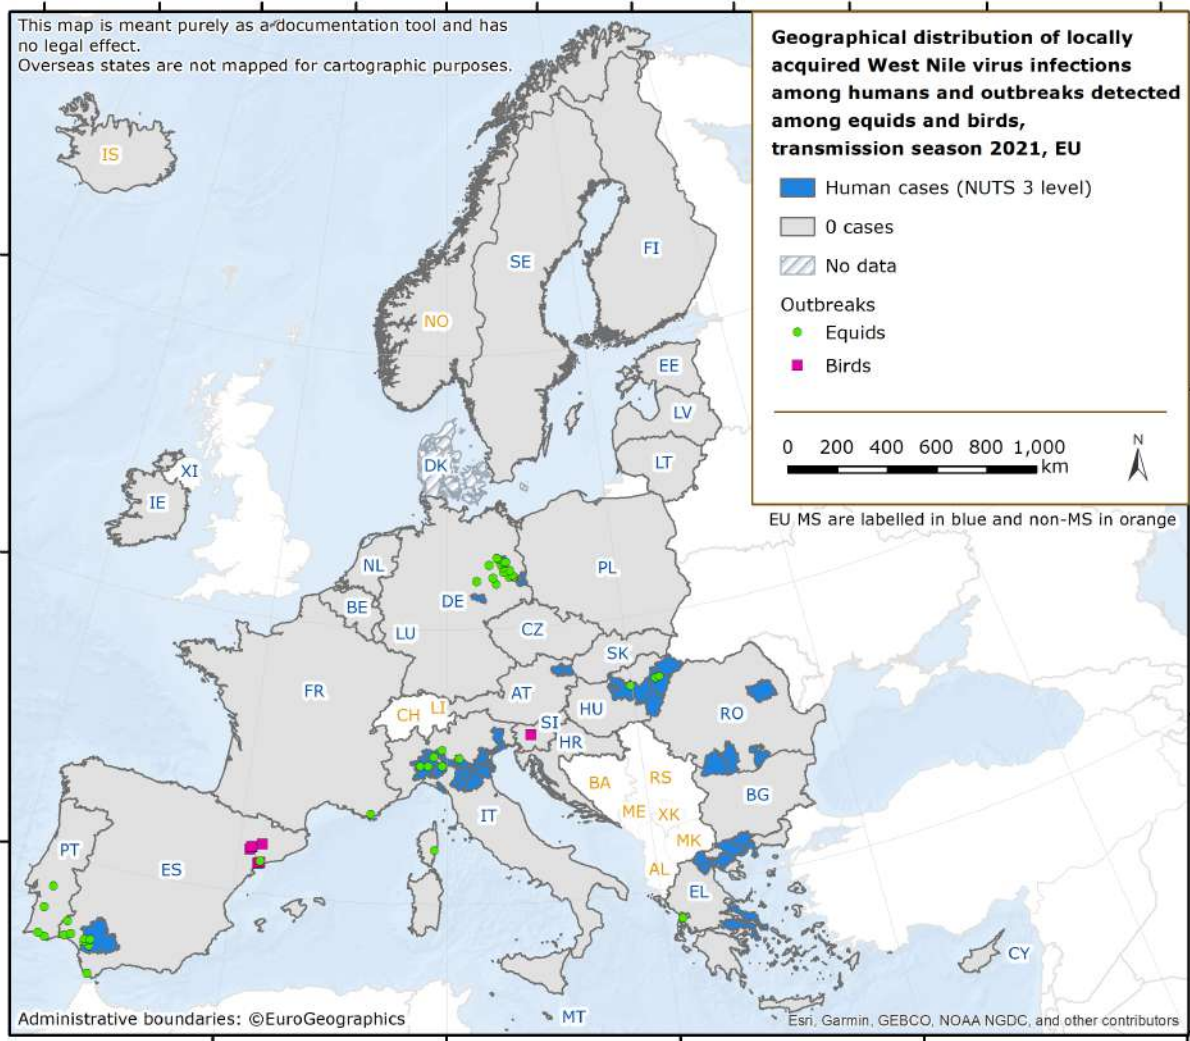 This map is meant purely as a documentation tool and has
no legal effect.
Overseas states are not mapped for cartographic purposes.
Geographical distribution of locally
acquired West Nile virus infections
among humans and outbreaks detected
among equids and birds,
transmission season 2021, EU
Human cases (NUTS 3 level)
0 cases
No data
Outbreaks
Equids
Birds
0 200 400 600 800 1,000
km
N
EU MS are labelled in blue and non-MS in orange
IS
FI
SE
NO
EE
LV
LT
DK
XI
IE
NL
PL
DE
BE
LU
CZ
SK
FR
AT
HU
RO
CH
LI
SI
HR
BA
RS
BG
ME
XK
IT
MK
PT
ES
AL
EL
CY
MT
Administrative boundaries: ©EuroGeographics
Esri, Garmin, GEBCO, NOAA NGDC, and other contributors